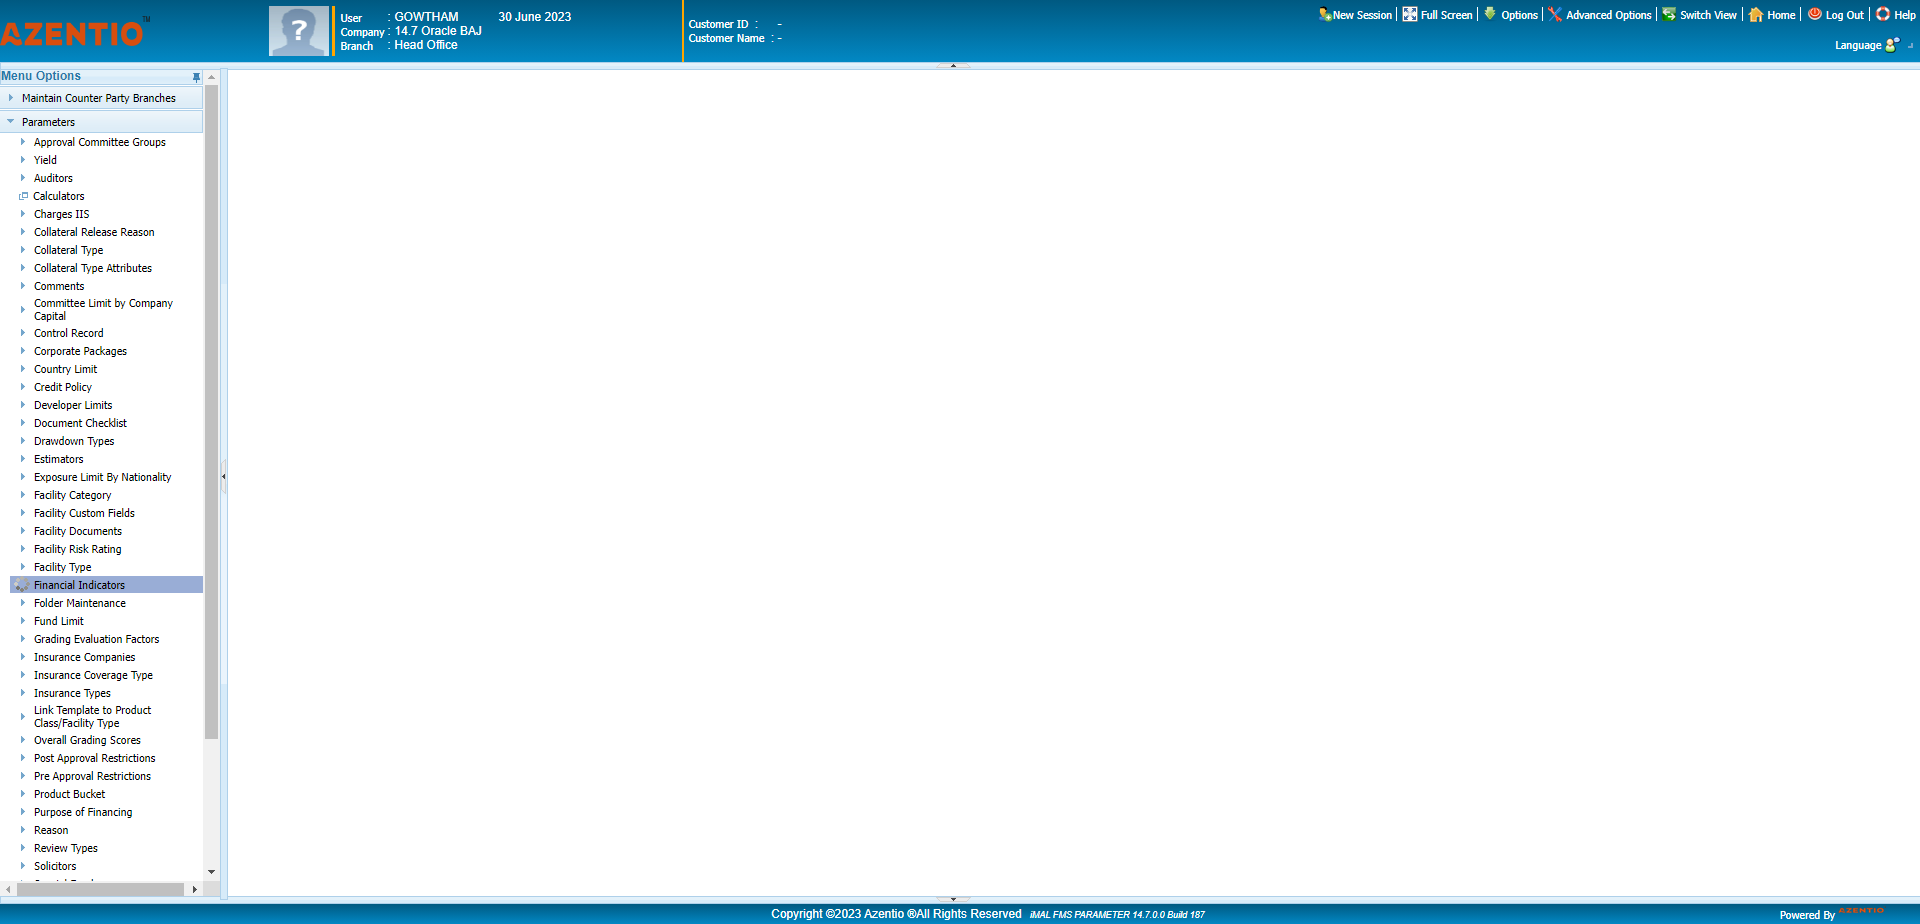 AZENTIO™
User : GOWTHAM 30 June 2023
Company : 14.7 Oracle BAJ
Branch : Head Office
Customer ID : -
Customer Name : -
New Session Full Screen Options Advanced Options Switch View Home Log Out Help
Language
Menu Options
Maintain Counter Party Branches
Parameters
Approval Committee Groups
Yield
Auditors
Calculators
Charges IIS
Collateral Release Reason
Collateral Type
Collateral Type Attributes
Comments
Committee Limit by Company
Capital
Control Record
Corporate Packages
Country Limit
Credit Policy
Developer Limits
Document Checklist
Drawdown Types
Estimators
Exposure Limit By Nationality
Facility Category
Facility Custom Fields
Facility Documents
Facility Risk Rating
Facility Type
Financial Indicators
Folder Maintenance
Fund Limit
Grading Evaluation Factors
Insurance Companies
Insurance Coverage Type
Insurance Types
Link Template to Product
Class/Facility Type
Overall Grading Scores
Post Approval Restrictions
Pre Approval Restrictions
Product Bucket
Purpose of Financing
Reason
Review Types
Solicitors
Copyright ©2023 Azentio ®All Rights Reserved iMAL FMS PARAMETER 14.7.0.0 Build 187
Powered By AZENTIO